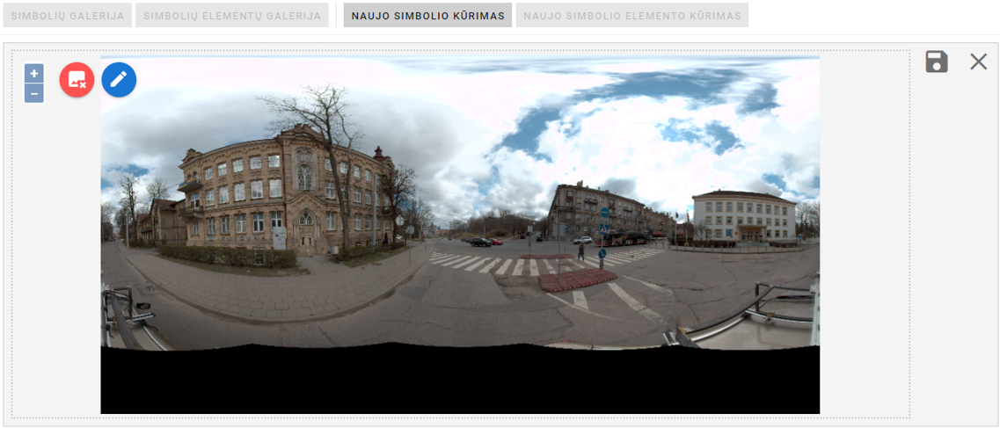 SIMBOLIŲ GALERIJA
SIMBOLIŲ ELEMENTŲ GALERIJA
NAUJO SIMBOLIO KŪRIMAS
NAUJO SIMBOLIO ELEMENTO KŪRIMAS
+
−